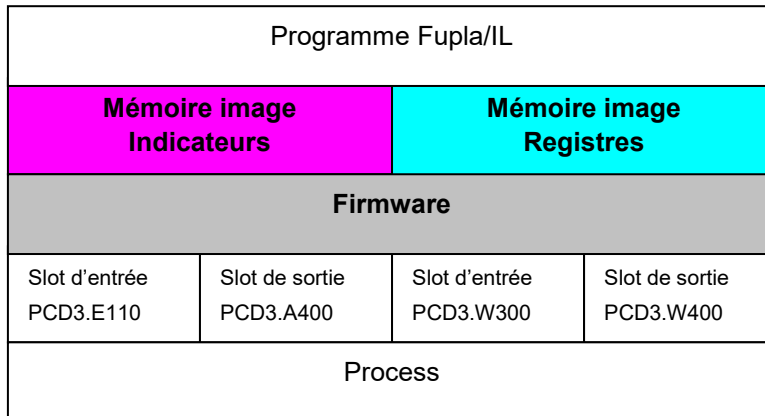 Programme Fupla/IL
Mémoire image
Indicateurs
Mémoire image
Registres
Firmware
Slot d’entrée
PCD3.E110
Slot de sortie
PCD3.A400
Slot d’entrée
PCD3.W300
Slot de sortie
PCD3.W400
Process